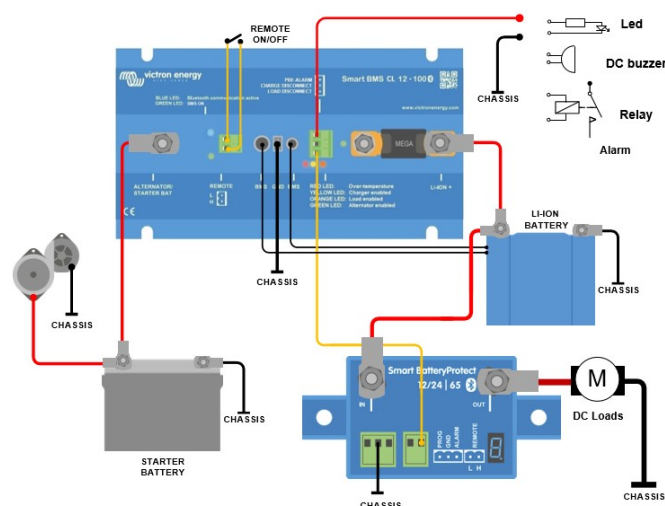 REMOTE
ON/OFF
Led
DC buzzer
CHASSIS
Relay
Alarm
victron energy
BLUE LED: Bluetooth communication active
GREEN LED: BMS ON
PRE-ALARM
CHARGE DISCONNECT
LOAD DISCONNECT
Smart BMS CL 12 - 100
www.victronenergy.com
MEGA
ALTERNATOR/
STARTER BAT
REMOTE
L
H
BMS
GND
BMS
RED LED: Over temperature
YELLOW LED: Charger enabled
ORANGE LED: Load enabled
GREEN LED: Alternator enabled
LI-ION +
CE
LI-ION
BATTERY
CHASSIS
CHASSIS
CHASSIS
CHASSIS
STARTER
BATTERY
Smart BatteryProtect
12/24 | 65
IN
OUT
PROG
GND
ALARM
REMOTE
L H
M
DC Loads
CHASSIS
CHASSIS